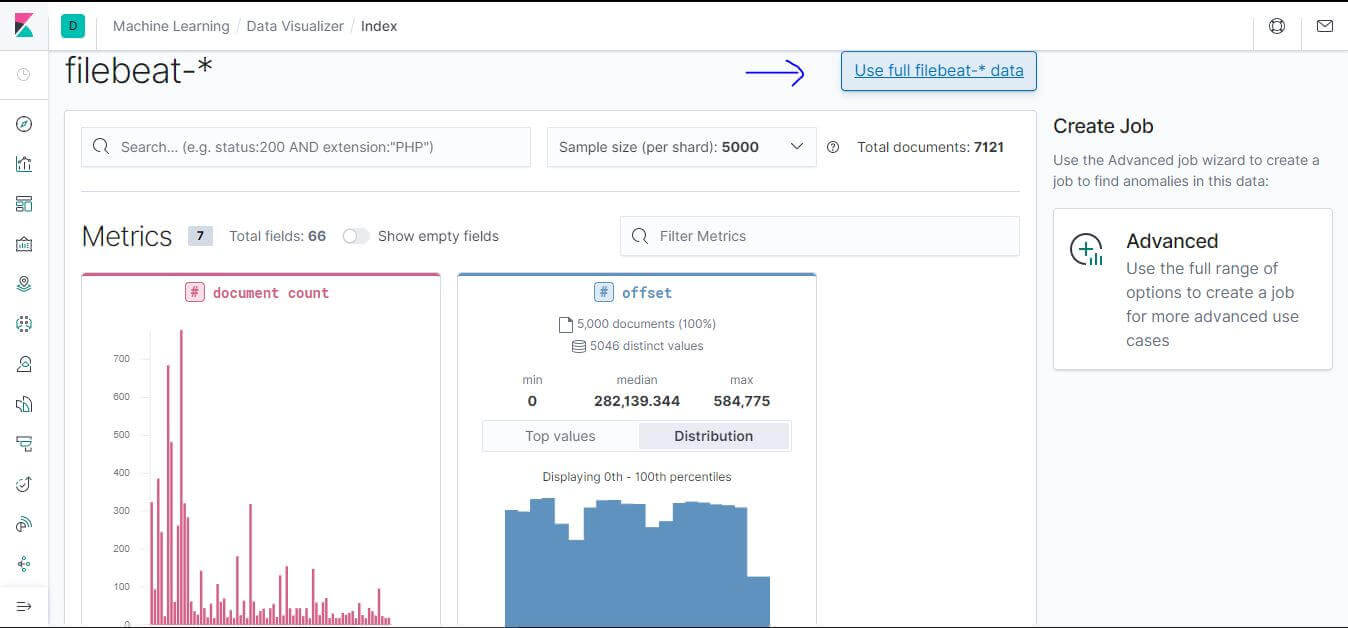 D
Machine Learning / Data Visualizer / Index
filebeat-*
Use full filebeat-* data
Search... (e.g. status:200 AND extension:"PHP")
Sample size (per shard): 5000
Total documents: 7121
Metrics 7 Total fields: 66 Show empty fields
Filter Metrics
# document count
700
600
500
400
300
200
100
0
# offset
5,000 documents (100%)
5046 distinct values
min median max
0 282,139.344 584,775
Top values Distribution
Displaying 0th - 100th percentiles
Create Job
Use the Advanced job wizard to create a
job to find anomalies in this data:
Advanced
Use the full range of
options to create a job
for more advanced use
cases